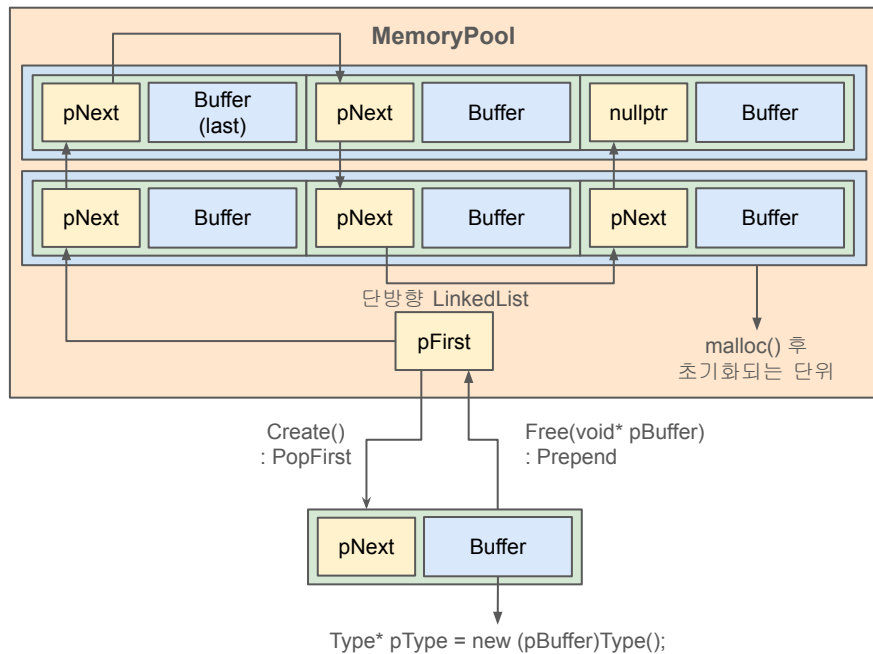 MemoryPool
pNext
Buffer
(last)
pNext
Buffer
nullptr
Buffer
pNext
Buffer
pNext
Buffer
pNext
Buffer
단방향 LinkedList
pFirst
malloc() 후
초기화되는 단위
Create()
: PopFirst
Free(void* pBuffer)
: Prepend
pNext
Buffer
Type* pType = new (pBuffer)Type();